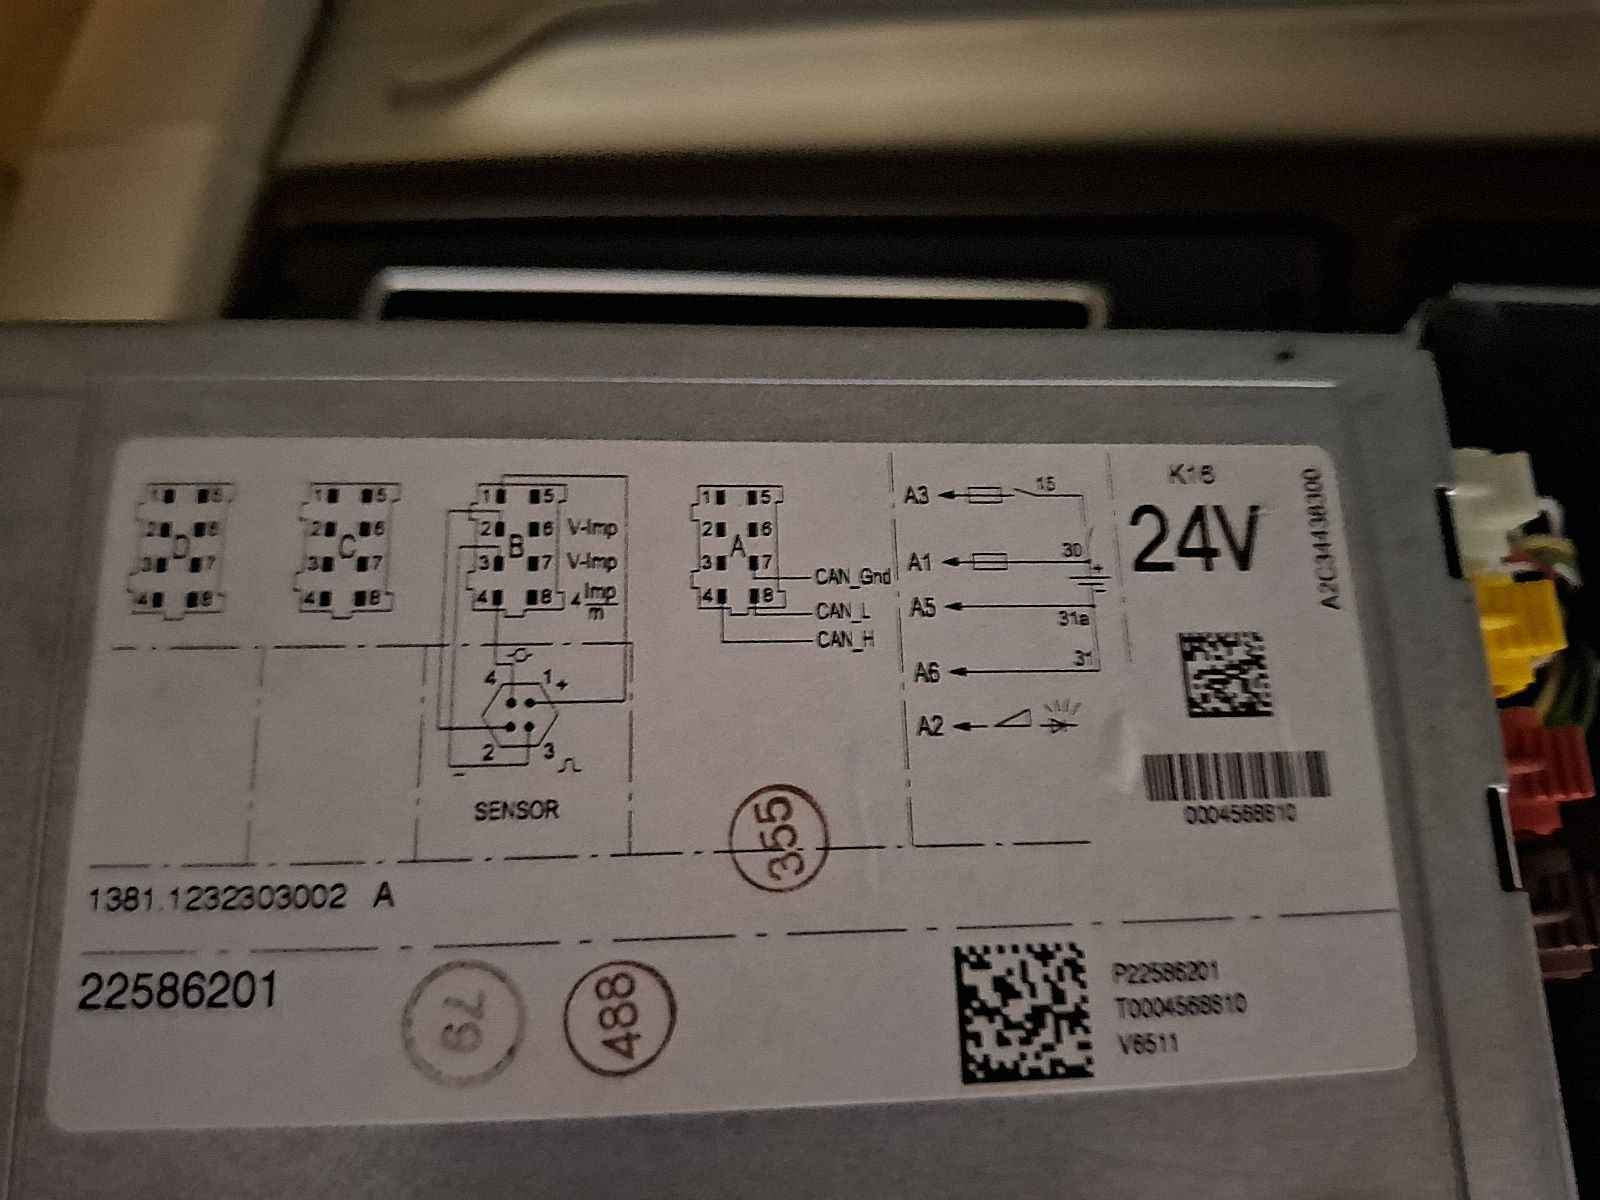 1 5
2 6
D
3 7
4 8
1 5
2 6
C
3 7
4 8
1 5
2 6 V-Imp
B
3 7 V-Imp
4 8 4 Imp
m
1 5
2 6
A
3 7
4 8
CAN_Gnd
CAN_L
CAN_H
4 1 +
2 3
-
SENSOR
A3 15
A1 30
+
-
A5 31a
A6 31
A2
K16
24V
A2C34438300
0004568810
355
1381.1232303002 A
22586201
79
488
P22586201
T0004568810
V6511